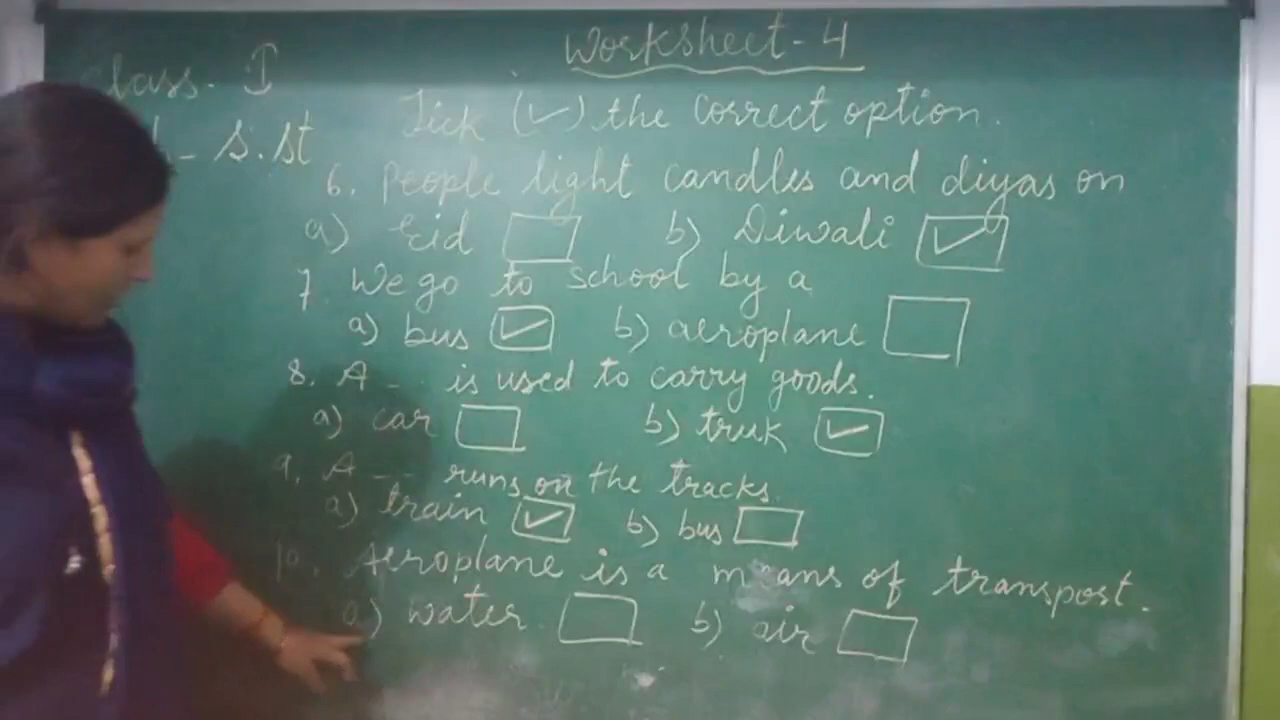 Worksheet - 4
Class - I
- S.St
Tick (✓) the correct option.
6. People light candles and diyas on
a) Eid ☐ b) Diwali ☑
7. We go to school by a
a) bus ☑ b) aeroplane ☐
8. A --- is used to carry goods.
a) car ☐ b) truk ☑
9. A --- runs on the tracks.
a) train ☑ b) bus ☐
10. Aeroplane is a means of transpost.
a) water ☐ b) air ☐